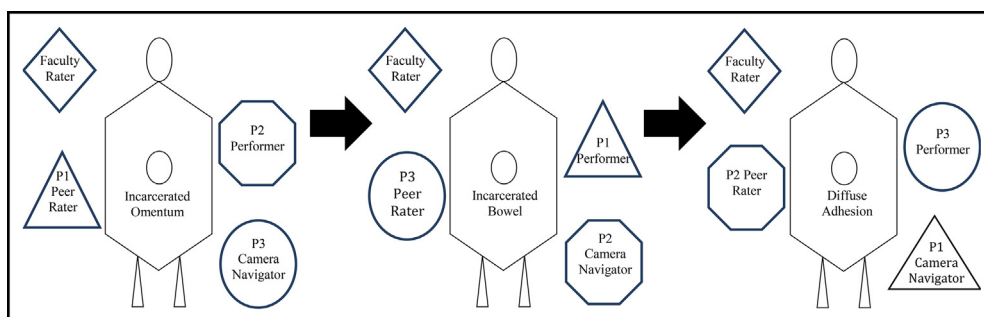 Faculty
Rater
P2
Performer
P1
Peer
Rater
Incarcerated
Omentum
P3
Camera
Navigator
Faculty
Rater
P1
Performer
P3
Peer
Rater
Incarcerated
Bowel
P2
Camera
Navigator
Faculty
Rater
P3
Performer
P2 Peer
Rater
Diffuse
Adhesion
P1
Camera
Navigator